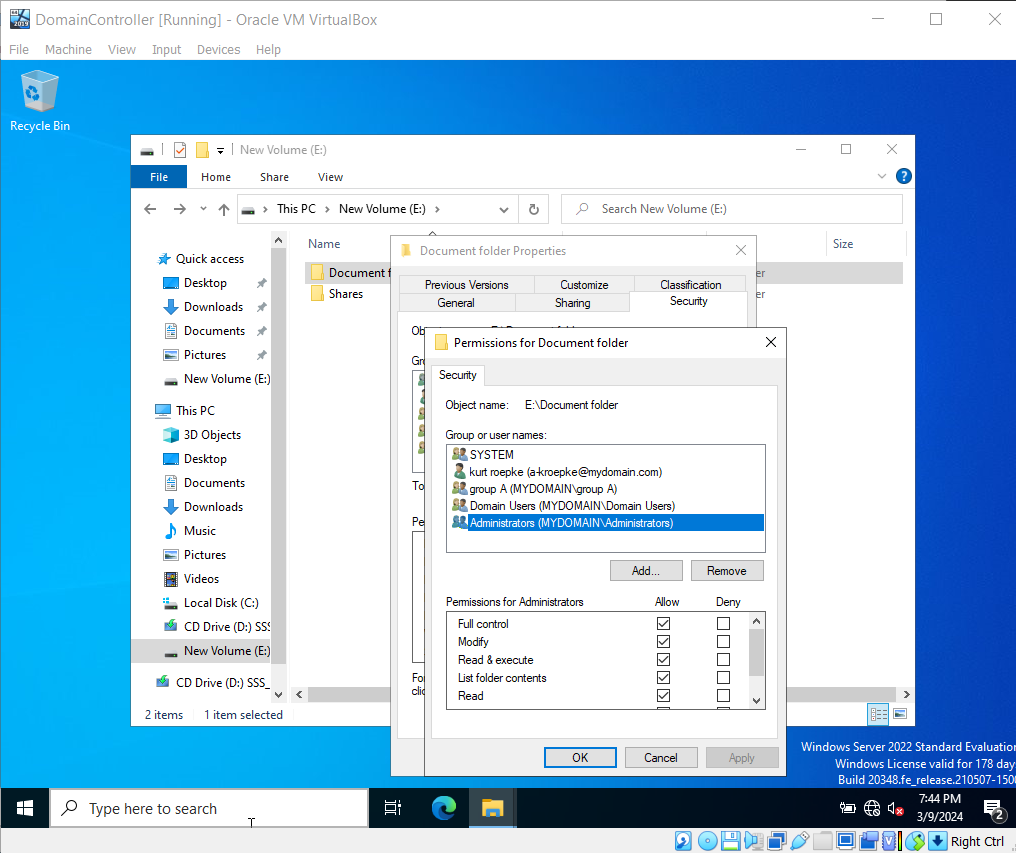 DomainController [Running] - Oracle VM VirtualBox
File Machine View Input Devices Help
Recycle Bin
New Volume (E:)
File Home Share View
This PC New Volume (E:)
Search New Volume (E:)
Name Size
Quick access
Desktop
Downloads
Documents
Pictures
New Volume (E:)
This PC
3D Objects
Desktop
Documents
Downloads
Music
Pictures
Videos
Local Disk (C:)
CD Drive (D:) SSS
New Volume (E:)
CD Drive (D:) SSS_
Document f
Shares
2 items 1 item selected
Document folder Properties
Previous Versions Customize Classification
General Sharing Security
Permissions for Document folder
Security
Object name: E:\Document folder
Group or user names:
SYSTEM
kurt roepke (a-kroepke@mydomain.com)
group A (MYDOMAIN\group A)
Domain Users (MYDOMAIN\Domain Users)
Administrators (MYDOMAIN\Administrators)
Add... Remove
Permissions for Administrators Allow Deny
Full control
Modify
Read & execute
List folder contents
Read
OK Cancel Apply
Windows Server 2022 Standard Evaluation
Windows License valid for 178 day
Build 20348.fe_release.210507-150
Type here to search
7:44 PM
3/9/2024
2
Right Ctrl